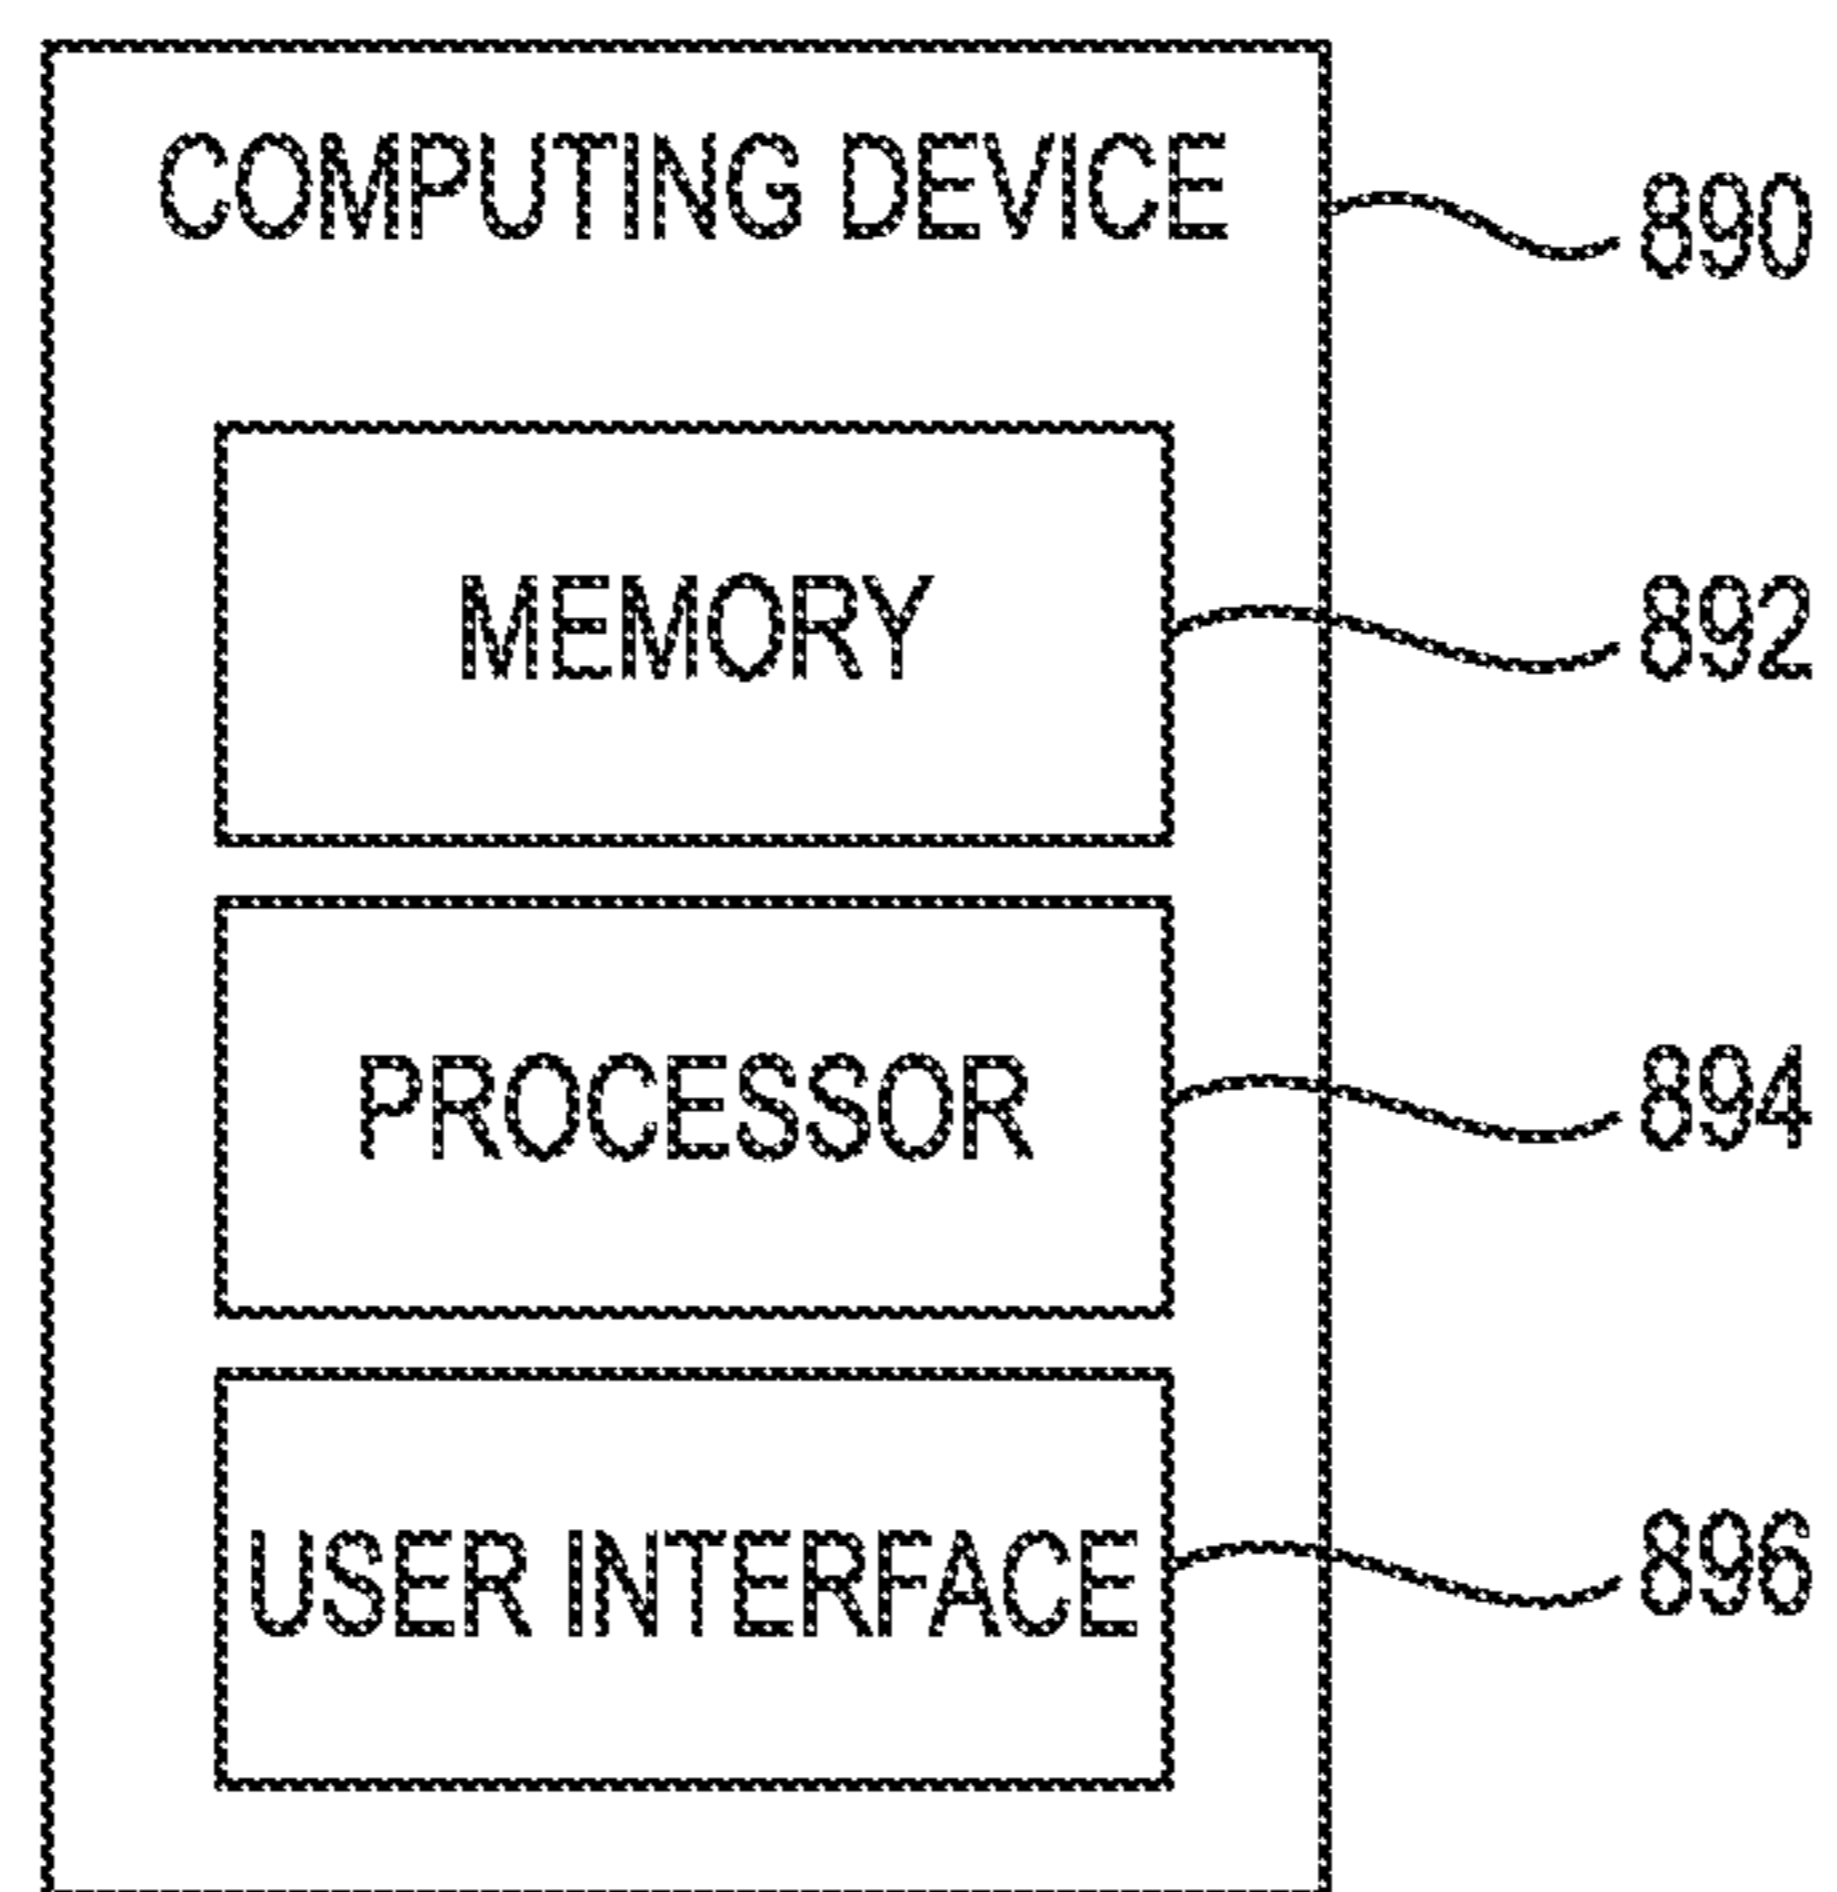 COMPUTING DEVICE
890
MEMORY
892
PROCESSOR
894
USER INTERFACE
896